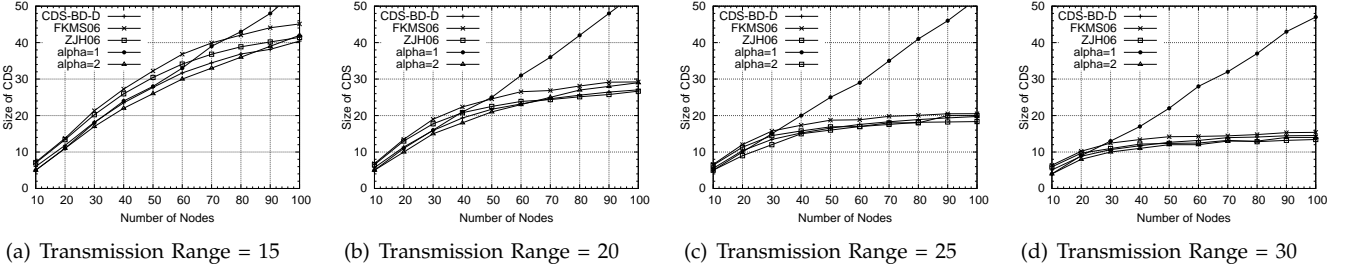 Size of CDS
50
40
30
20
10
0
CDS-BD-D
FKMS06
ZJH06
alpha=1
alpha=2
10 20 30 40 50 60 70 80 90 100
Number of Nodes
(a) Transmission Range = 15
Size of CDS
50
40
30
20
10
0
CDS-BD-D
FKMS06
ZJH06
alpha=1
alpha=2
10 20 30 40 50 60 70 80 90 100
Number of Nodes
(b) Transmission Range = 20
Size of CDS
50
40
30
20
10
0
CDS-BD-D
FKMS06
ZJH06
alpha=1
alpha=2
10 20 30 40 50 60 70 80 90 100
Number of Nodes
(c) Transmission Range = 25
Size of CDS
50
40
30
20
10
0
CDS-BD-D
FKMS06
ZJH06
alpha=1
alpha=2
10 20 30 40 50 60 70 80 90 100
Number of Nodes
(d) Transmission Range = 30